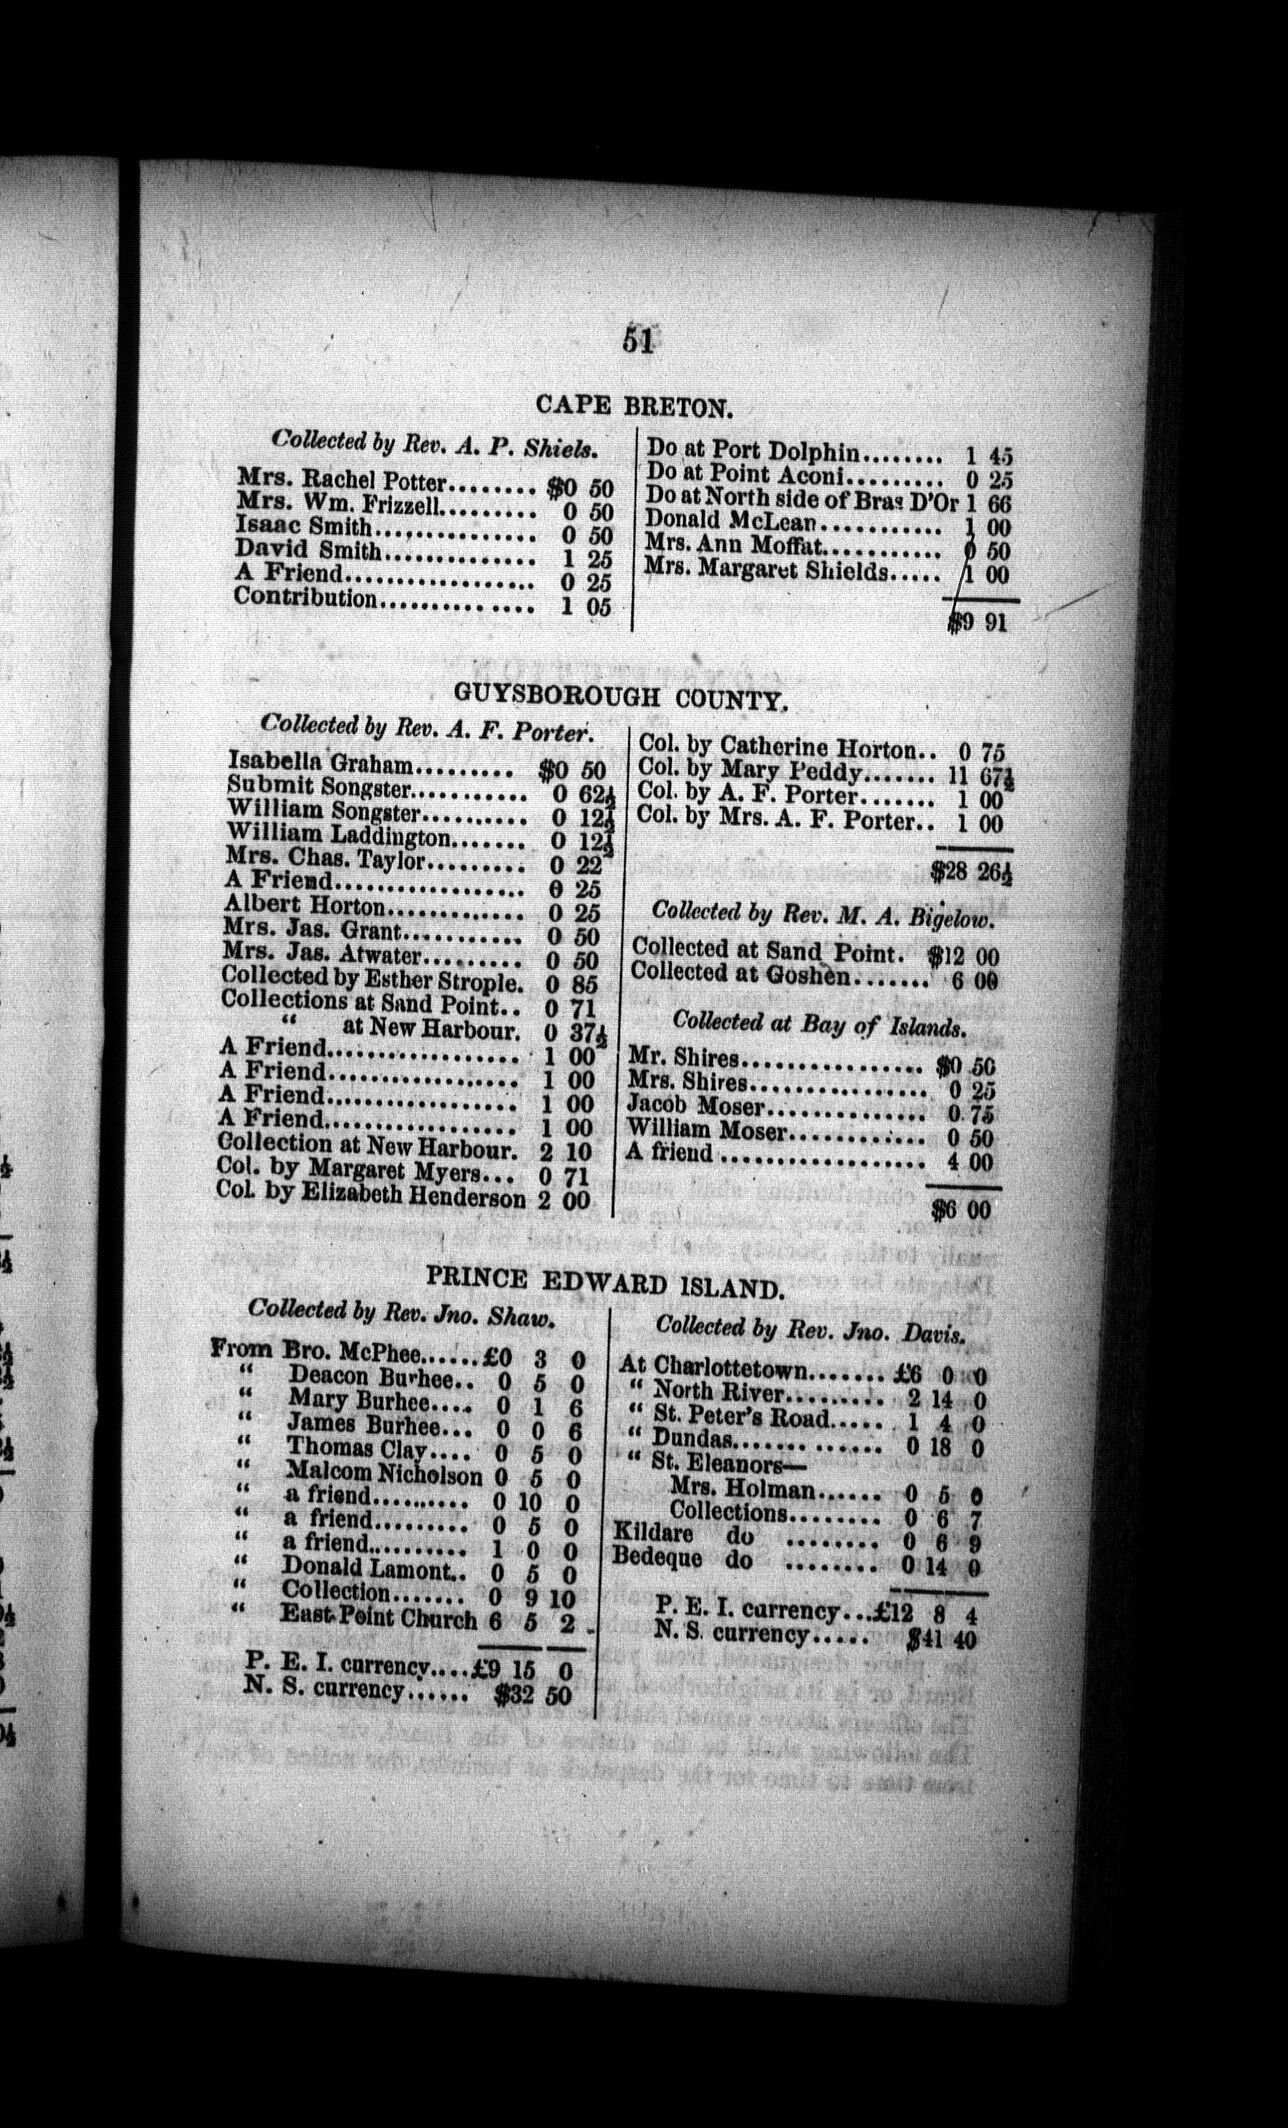 51
CAPE BRETON.
Collected by Rev. A. P. Shiels.
Mrs. Rachel Potter........ $0 50
Mrs. Wm. Frizzell......... 0 50
Isaac Smith............... 0 50
David Smith.............. 1 25
A Friend.................. 0 25
Contribution.............. 1 05
Do at Port Dolphin........ 1 45
Do at Point Aconi......... 0 25
Do at North side of Bras D'Or 1 66
Donald McLean........... 1 00
Mrs. Ann Moffat........... 0 50
Mrs. Margaret Shields..... 1 00
$9 91
GUYSBOROUGH COUNTY.
Collected by Rev. A. F. Porter.
Isabella Graham......... $0 50
Submit Songster........... 0 62½
William Songster.......... 0 12½
William Laddington....... 0 12½
Mrs. Chas. Taylor......... 0 22
A Friend.................. 0 25
Albert Horton............. 0 25
Mrs. Jas. Grant........... 0 50
Mrs. Jas. Atwater......... 0 50
Collected by Esther Strople. 0 85
Collections at Sand Point.. 0 71
“ at New Harbour. 0 37½
A Friend.................. 1 00
A Friend.................. 1 00
A Friend.................. 1 00
A Friend.................. 1 00
Collection at New Harbour. 2 10
Col. by Margaret Myers... 0 71
Col. by Elizabeth Henderson 2 00
Col. by Catherine Horton.. 0 75
Col. by Mary Peddy....... 11 67½
Col. by A. F. Porter....... 1 00
Col. by Mrs. A. F. Porter.. 1 00
$28 26½
Collected by Rev. M. A. Bigelow.
Collected at Sand Point. $12 00
Collected at Goshen....... 6 00
Collected at Bay of Islands.
Mr. Shires................ $0 50
Mrs. Shires................ 0 25
Jacob Moser.............. 0 75
William Moser............ 0 50
A friend .................. 4 00
$6 00
PRINCE EDWARD ISLAND.
Collected by Rev. Jno. Shaw.
From Bro. McPhee......£0 3 0
“ Deacon Burhee.. 0 5 0
“ Mary Burhee.... 0 1 6
“ James Burhee... 0 0 6
“ Thomas Clay.... 0 5 0
“ Malcom Nicholson 0 5 0
“ a friend......... 0 10 0
“ a friend......... 0 5 0
“ a friend.......... 1 0 0
“ Donald Lamont.. 0 5 0
“ Collection....... 0 9 10
“ East Point Church 6 5 2
P. E. I. currency....£9 15 0
N. S. currency...... $32 50
Collected by Rev. Jno. Davis.
At Charlottetown....... £6 0 0
“ North River......... 2 14 0
“ St. Peter's Road..... 1 4 0
“ Dundas............. 0 18 0
“ St. Eleanors—
Mrs. Holman...... 0 5 0
Collections........ 0 6 7
Kildare do ........ 0 6 9
Bedeque do ........ 0 14 0
P. E. I. currency...£12 8 4
N. S. currency..... $41 40